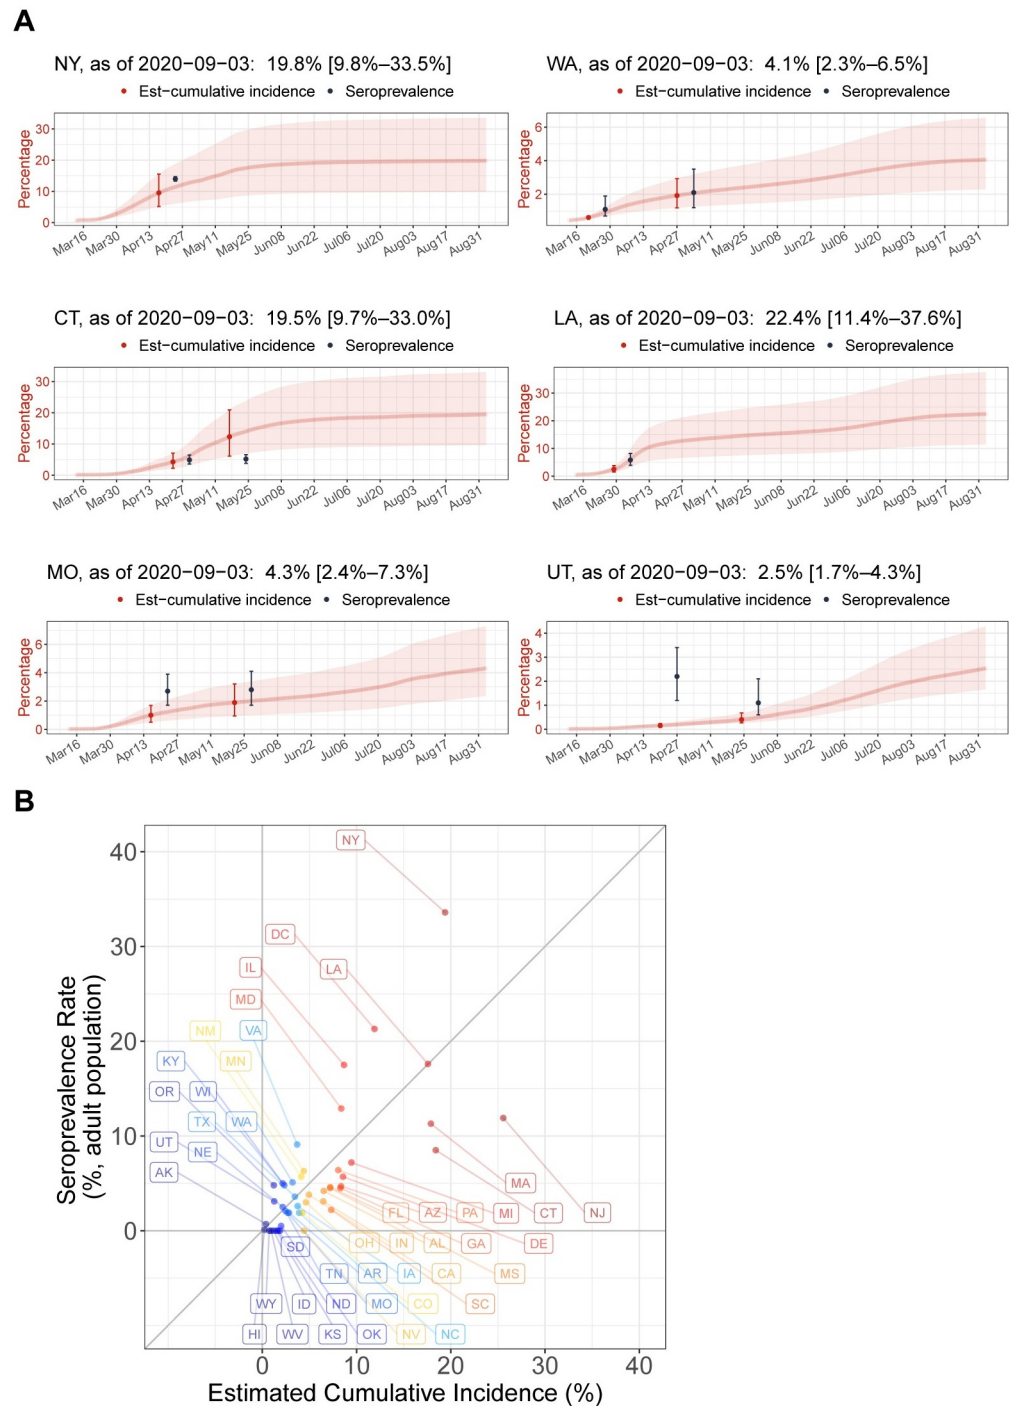 A
NY, as of 2020−09−03: 19.8% [9.8%−33.5%]
Est−cumulative incidence Seroprevalence
Percentage
30
20
10
0
Mar16 Mar30 Apr13 Apr27 May11 May25 Jun08 Jun22 Jul06 Jul20 Aug03 Aug17 Aug31
WA, as of 2020−09−03: 4.1% [2.3%−6.5%]
Est−cumulative incidence Seroprevalence
Percentage
6
4
2
Mar16 Mar30 Apr13 Apr27 May11 May25 Jun08 Jun22 Jul06 Jul20 Aug03 Aug17 Aug31
CT, as of 2020−09−03: 19.5% [9.7%−33.0%]
Est−cumulative incidence Seroprevalence
Percentage
30
20
10
0
Mar16 Mar30 Apr13 Apr27 May11 May25 Jun08 Jun22 Jul06 Jul20 Aug03 Aug17 Aug31
LA, as of 2020−09−03: 22.4% [11.4%−37.6%]
Est−cumulative incidence Seroprevalence
Percentage
30
20
10
0
Mar16 Mar30 Apr13 Apr27 May11 May25 Jun08 Jun22 Jul06 Jul20 Aug03 Aug17 Aug31
MO, as of 2020−09−03: 4.3% [2.4%−7.3%]
Est−cumulative incidence Seroprevalence
Percentage
6
4
2
0
Mar16 Mar30 Apr13 Apr27 May11 May25 Jun08 Jun22 Jul06 Jul20 Aug03 Aug17 Aug31
UT, as of 2020−09−03: 2.5% [1.7%−4.3%]
Est−cumulative incidence Seroprevalence
Percentage
4
3
2
1
0
Mar16 Mar30 Apr13 Apr27 May11 May25 Jun08 Jun22 Jul06 Jul20 Aug03 Aug17 Aug31
B
Seroprevalence Rate
(%, adult population)
40
30
20
10
0
NY
DC
IL LA
MD
NM VA
KY MN
OR WI
TX WA
UT NE
AK
MA
FL AZ PA MI CT NJ
SD OH IN AL GA DE
TN AR IA CA MS
WY ID ND MO CO SC
HI WV KS OK NV NC
0 10 20 30 40
Estimated Cumulative Incidence (%)